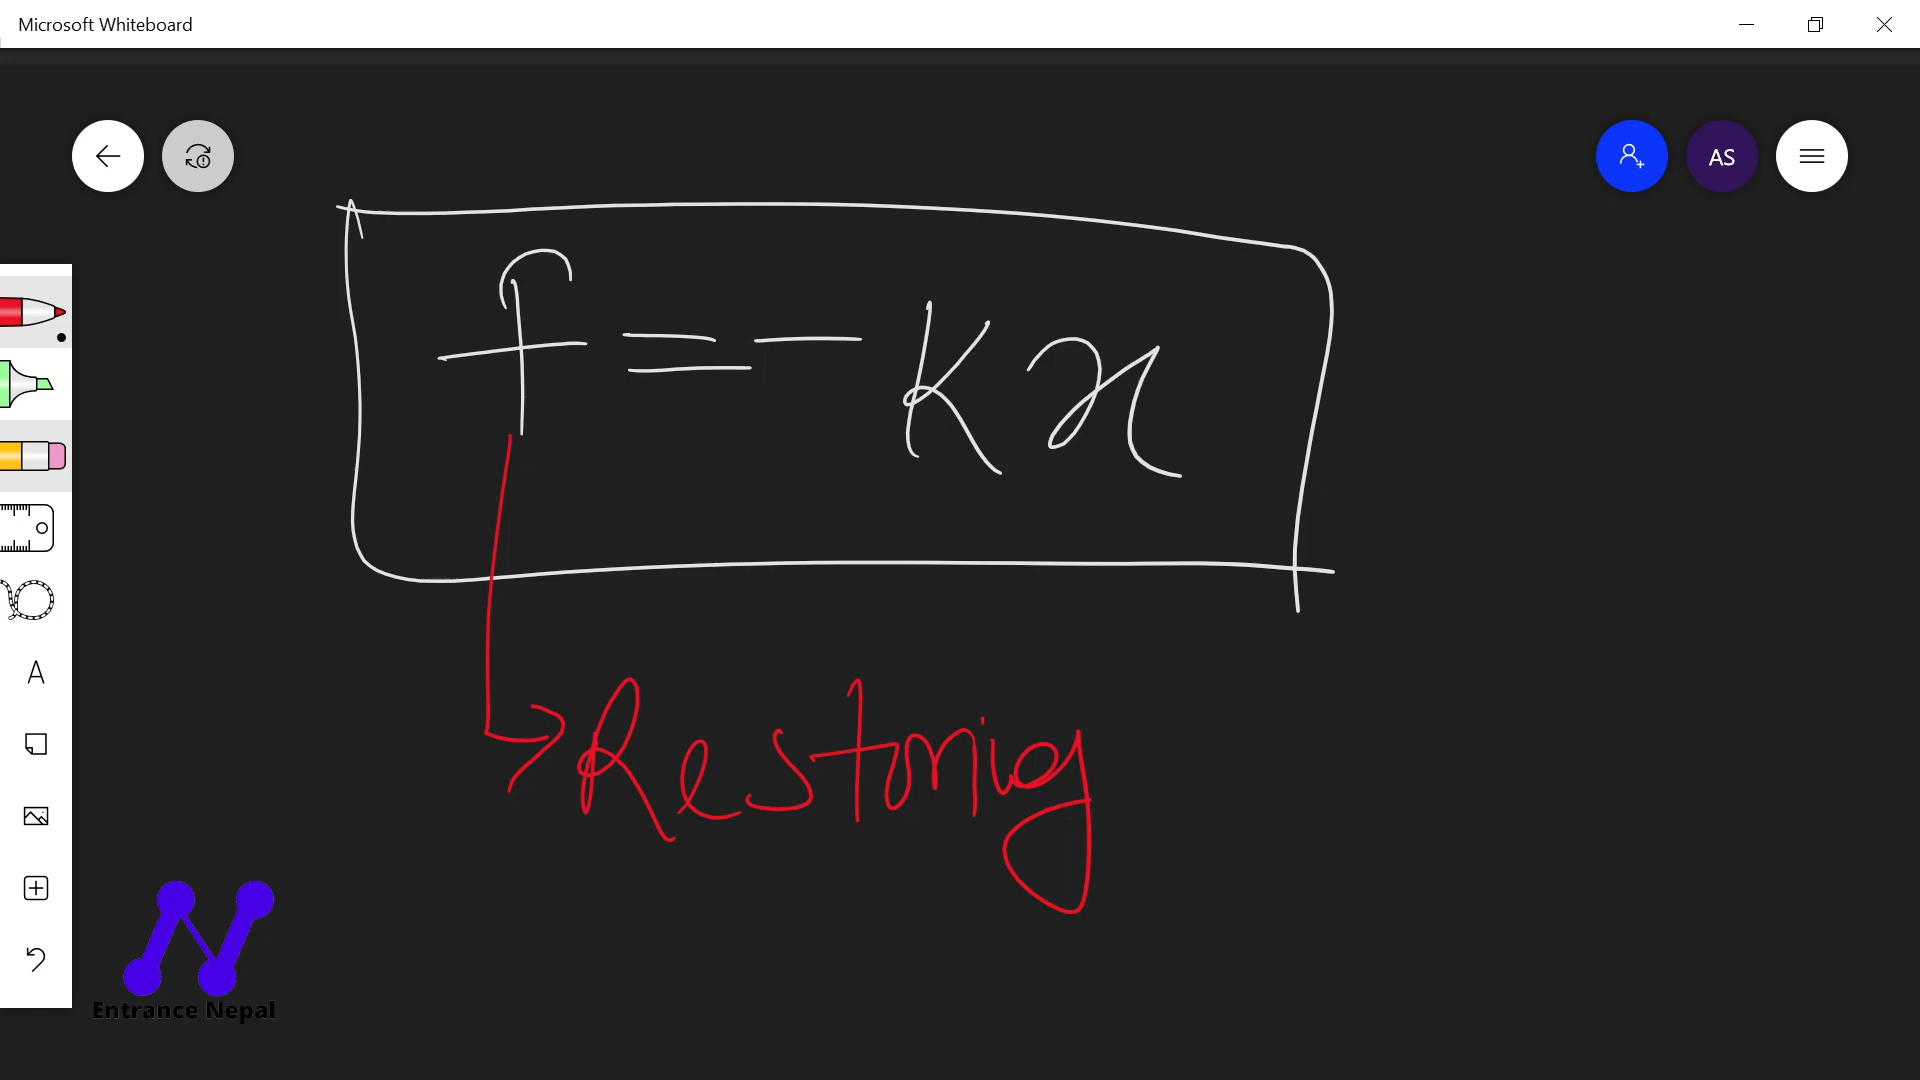 Microsoft Whiteboard
AS
f = - Kx
Restoring
A
Entrance Nepal